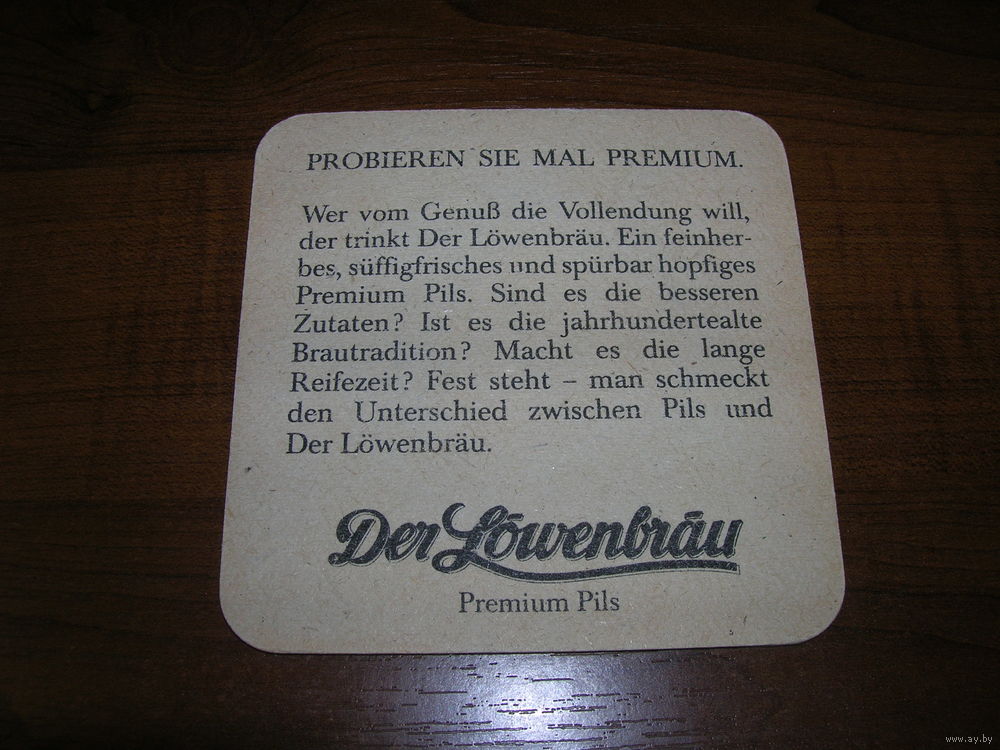 PROBIEREN SIE MAL PREMIUM.
Wer vom Genuß die Vollendung will,
der trinkt Der Löwenbräu. Ein feinher-
bes, süffigfrisches und spürbar hopfiges
Premium Pils. Sind es die besseren
Zutaten? Ist es die jahrhundertealte
Brautradition? Macht es die lange
Reifezeit? Fest steht – man schmeckt
den Unterschied zwischen Pils und
Der Löwenbräu.
Der Löwenbräu
Premium Pils
www.ay.by